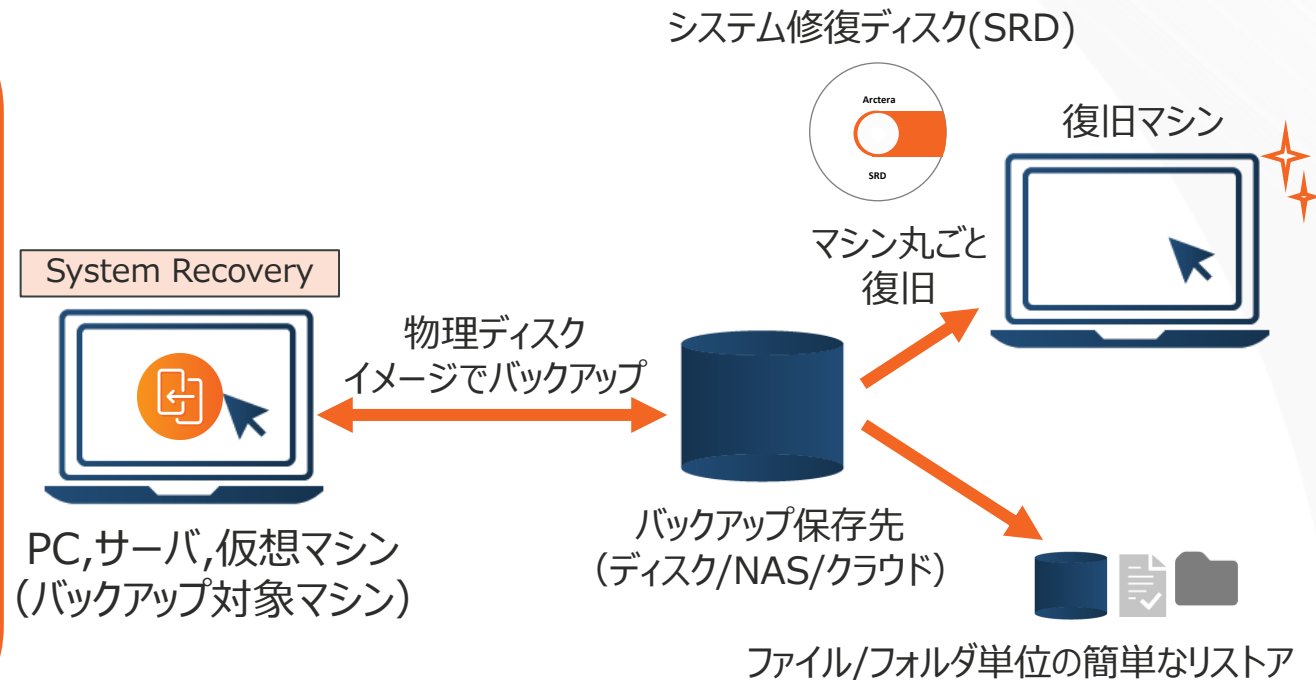 システム修復ディスク(SRD)
Arctera
SRD
復旧マシン
マシン丸ごと
復旧
System Recovery
物理ディスク
イメージでバックアップ
PC,サーバ,仮想マシン
(バックアップ対象マシン)
バックアップ保存先
(ディスク/NAS/クラウド)
ファイル/フォルダ単位の簡単なリストア